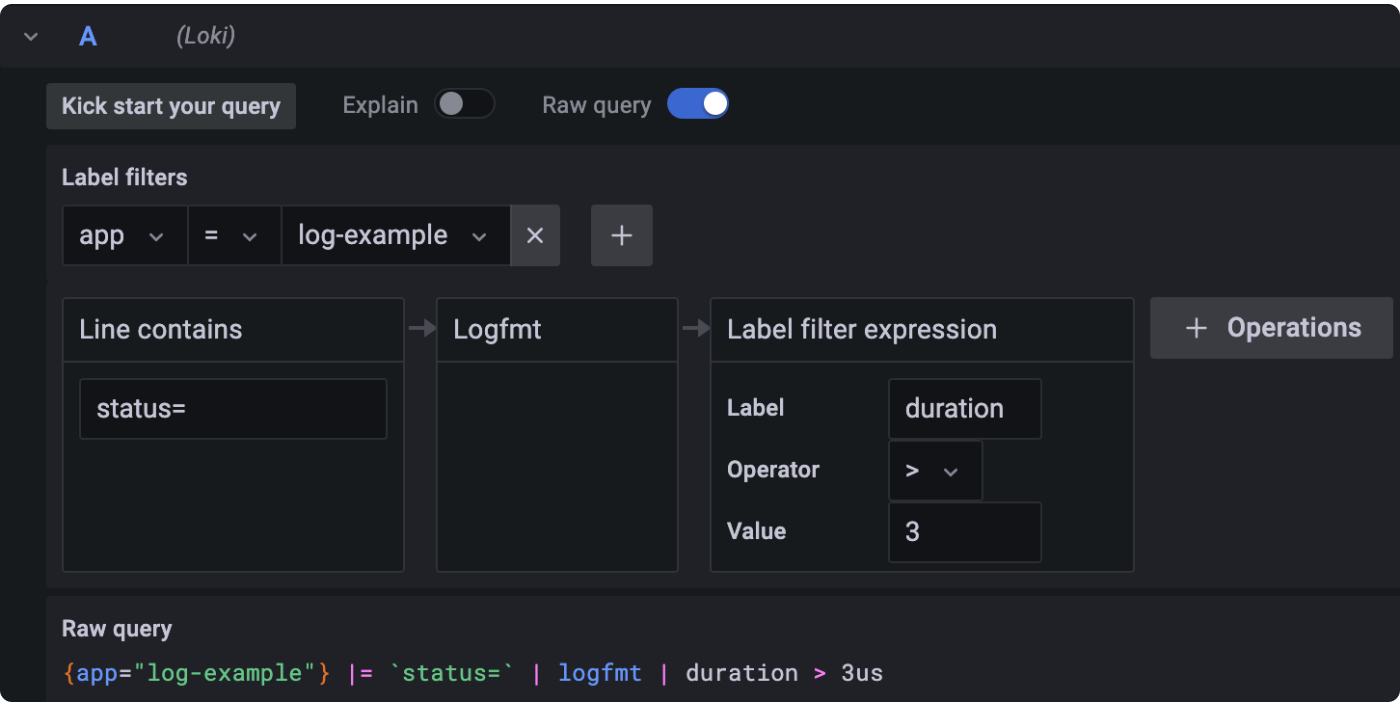 A (Loki)
Kick start your query Explain Raw query
Label filters
app = log-example
Line contains Logfmt Label filter expression + Operations
status= Label duration
Operator >
Value 3
Raw query
{app="log-example"} |= `status=` | logfmt | duration > 3us